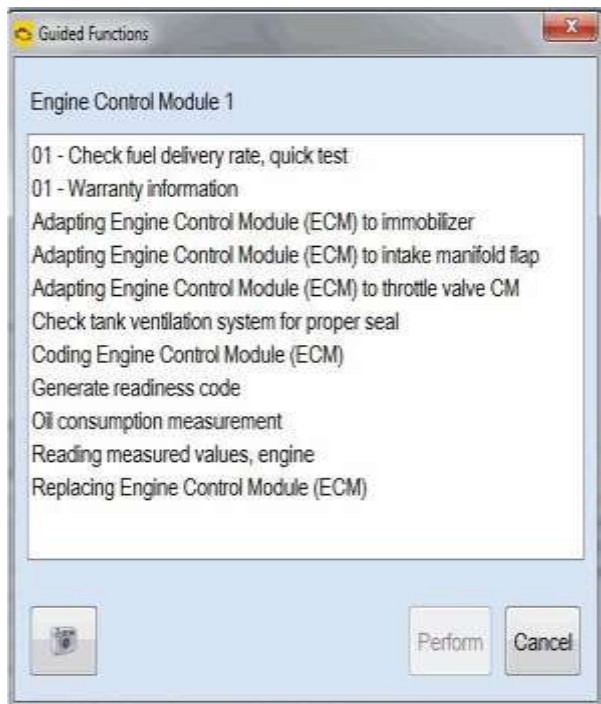 Guided Functions
Engine Control Module 1
01 - Check fuel delivery rate, quick test
01 - Warranty information
Adapting Engine Control Module (ECM) to immobilizer
Adapting Engine Control Module (ECM) to intake manifold flap
Adapting Engine Control Module (ECM) to throttle valve CM
Check tank ventilation system for proper seal
Coding Engine Control Module (ECM)
Generate readiness code
Oil consumption measurement
Reading measured values, engine
Replacing Engine Control Module (ECM)
Perform Cancel